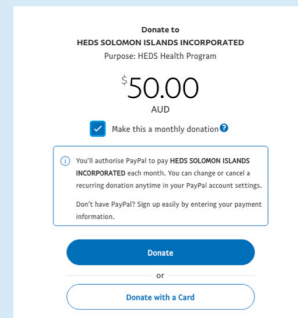 Donate to
HEDS SOLOMON ISLANDS INCORPORATED
Purpose: HEDS Health Program
$50.00
AUD
Make this a monthly donation ?
i You'll authorise PayPal to pay HEDS SOLOMON ISLANDS
INCORPORATED each month. You can change or cancel a
recurring donation anytime in your PayPal account settings.
Don't have PayPal? Sign up easily by entering your payment
information.
Donate
or
Donate with a Card